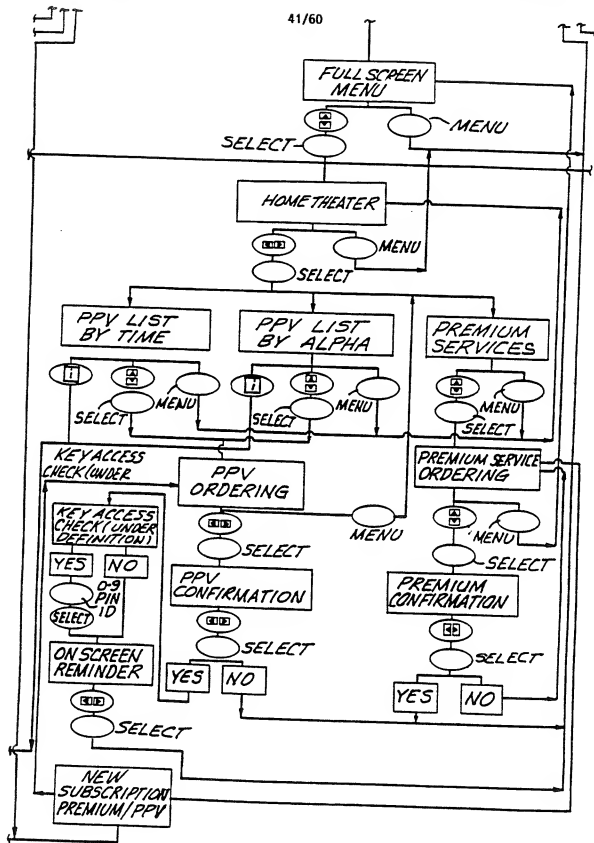 41/60
FULL SCREEN
MENU
MENU
SELECT
HOME THEATER
MENU
SELECT
PPV LIST
BY TIME
PPV LIST
BY ALPHA
PREMIUM
SERVICES
i
SELECT
MENU
i
SELECT
MENU
MENU
SELECT
KEY ACCESS
CHECK (UNDER
PPV
ORDERING
PREMIUM SERVICE
ORDERING
KEY ACCESS
CHECK (UNDER
DEFINITION)
MENU
MENU
SELECT
SELECT
YES
NO
0-9
PIN
ID
SELECT
PPV
CONFIRMATION
PREMIUM
CONFIRMATION
SELECT
SELECT
ON SCREEN
REMINDER
YES
NO
YES
NO
SELECT
NEW
SUBSCRIPTION
PREMIUM/PPV